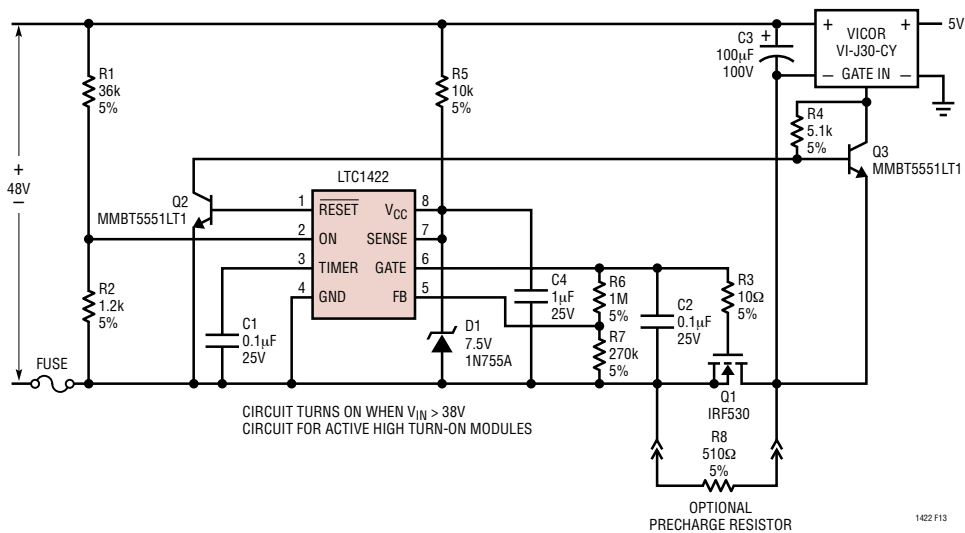 C3
+
100µF
100V
+
+
5V
VICOR
VI-J30-CY
–
GATE IN
–
R1
36k
5%
R5
10k
5%
R4
5.1k
5%
Q3
MMBT5551LT1
+
48V
–
Q2
MMBT5551LT1
LTC1422
1
RESET
VCC
8
2
ON
SENSE
7
3
TIMER
GATE
6
4
GND
FB
5
R2
1.2k
5%
C1
0.1µF
25V
D1
7.5V
1N755A
C4
1µF
25V
R6
1M
5%
R7
270k
5%
C2
0.1µF
25V
R3
10Ω
5%
FUSE
Q1
IRF530
CIRCUIT TURNS ON WHEN VIN > 38V
CIRCUIT FOR ACTIVE HIGH TURN-ON MODULES
R8
510Ω
5%
OPTIONAL
PRECHARGE RESISTOR
1422 F13